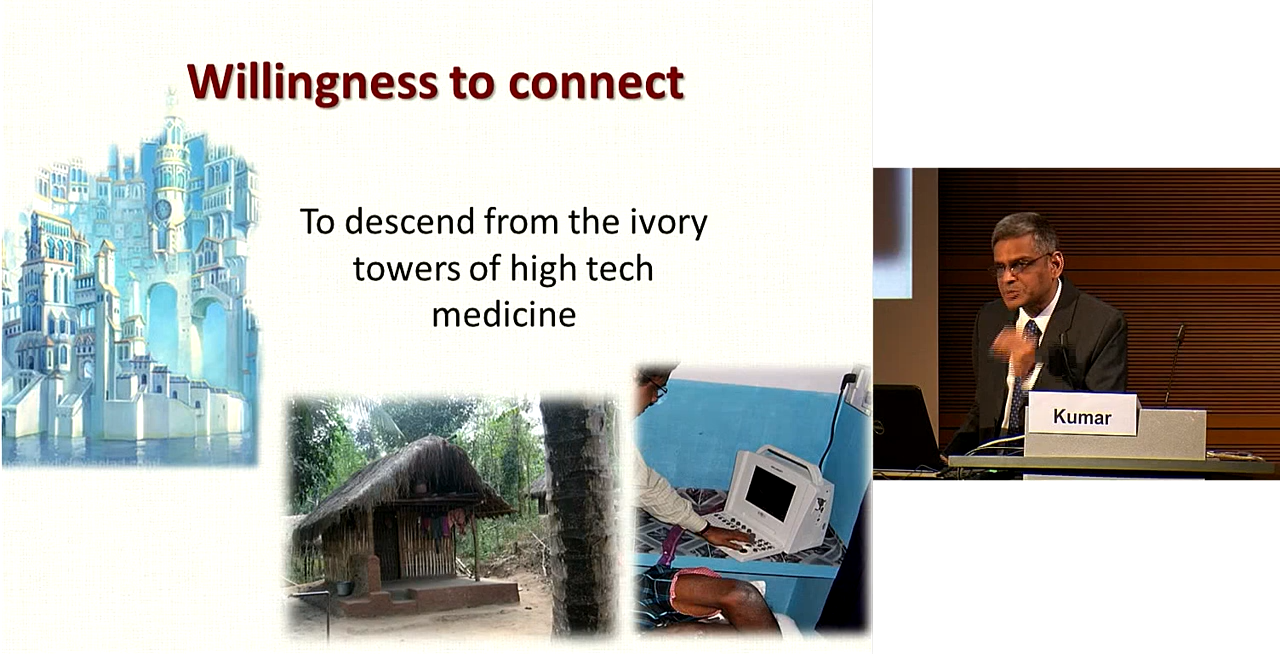 Willingness to connect
To descend from the ivory
towers of high tech
medicine
Kumar